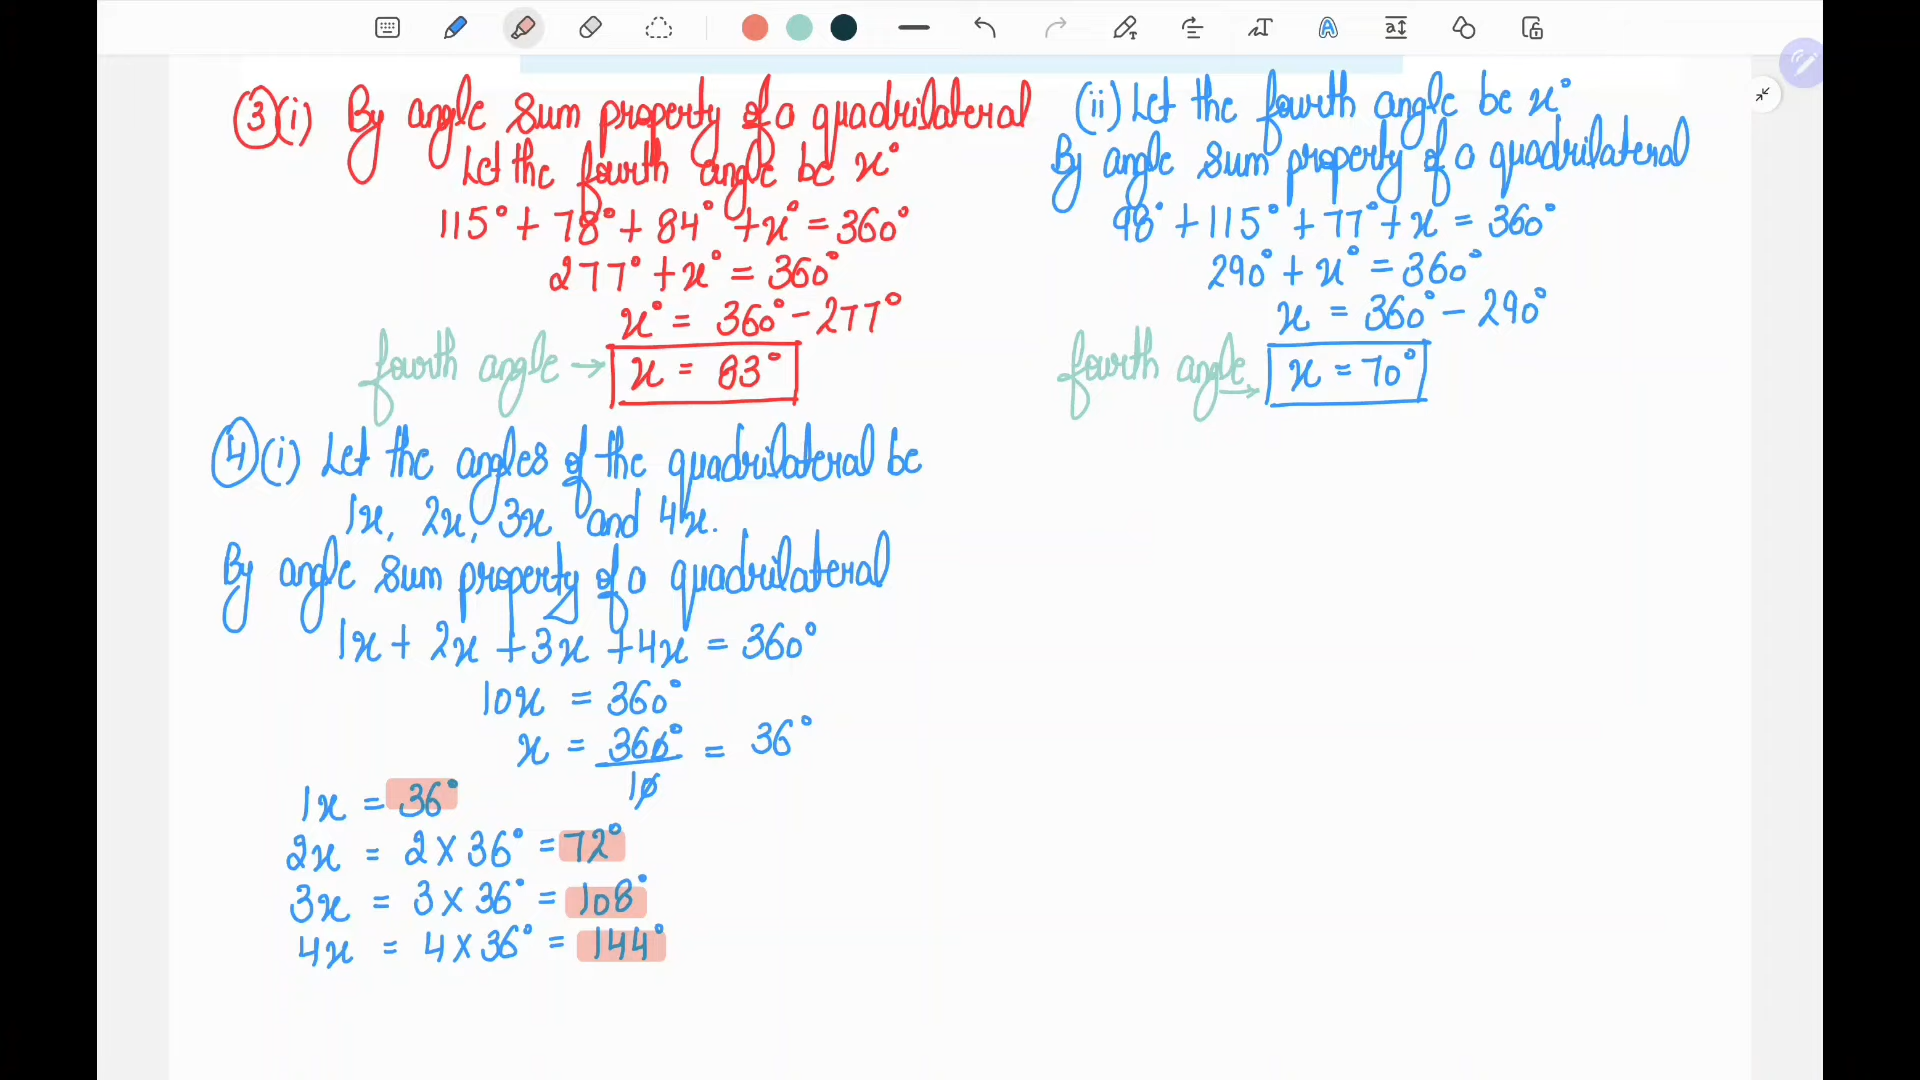 ③(i) By angle sum property of a quadrilateral
Let the fourth angle be x°
115° + 78° + 84° + x° = 360°
277° + x° = 360°
x° = 360° - 277°
fourth angle → x = 83°
(ii) Let the fourth angle be x°
By angle sum property of a quadrilateral
98° + 115° + 77° + x = 360°
290° + x° = 360°
x = 360° - 290°
fourth angle → x = 70°
④(i) Let the angles of the quadrilateral be
1x, 2x, 3x and 4x.
By angle sum property of a quadrilateral
1x + 2x + 3x + 4x = 360°
10x = 360°
x = 360°/10 = 36°
1x = 36°
2x = 2 × 36° = 72°
3x = 3 × 36° = 108°
4x = 4 × 36° = 144°